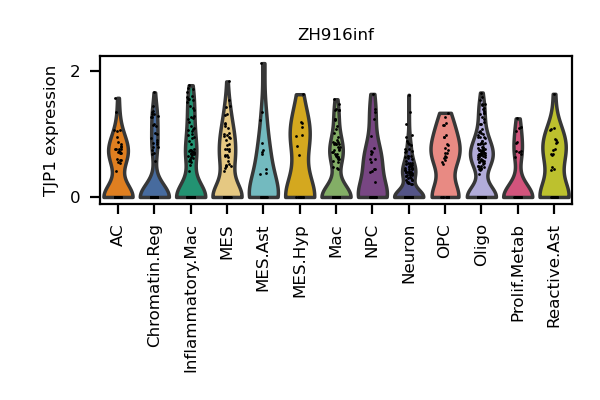 ZH916inf
TJP1 expression
2
0
AC
Chromatin.Reg
Inflammatory.Mac
MES
MES.Ast
MES.Hyp
Mac
NPC
Neuron
OPC
Oligo
Prolif.Metab
Reactive.Ast